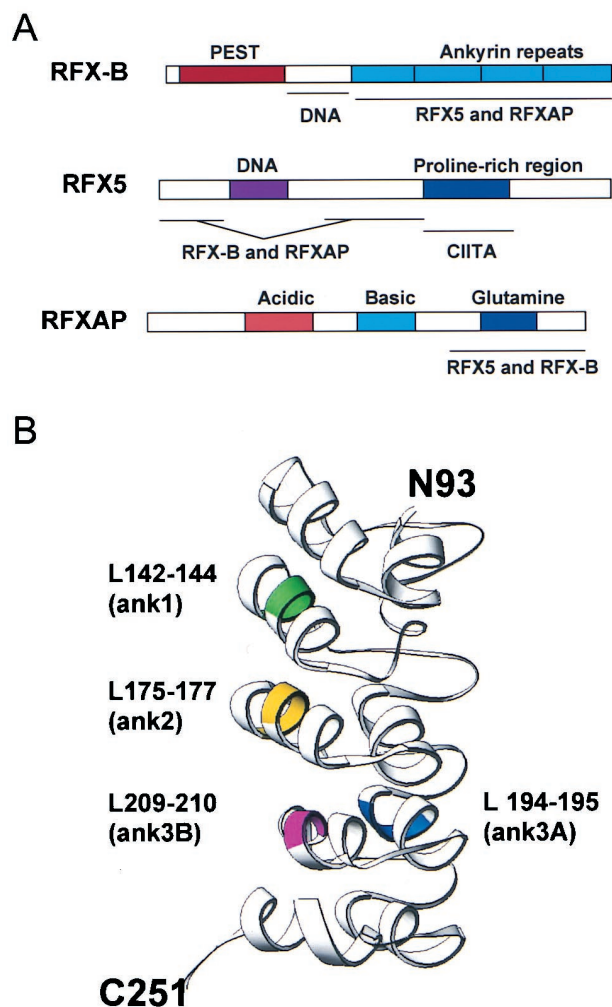 A
PEST Ankyrin repeats
RFX-B
DNA RFX5 and RFXAP
DNA Proline-rich region
RFX5
RFX-B and RFXAP CIITA
Acidic Basic Glutamine
RFXAP
RFX5 and RFX-B
B
N93
L142-144
(ank1)
L175-177
(ank2)
L209-210 L 194-195
(ank3B) (ank3A)
C251